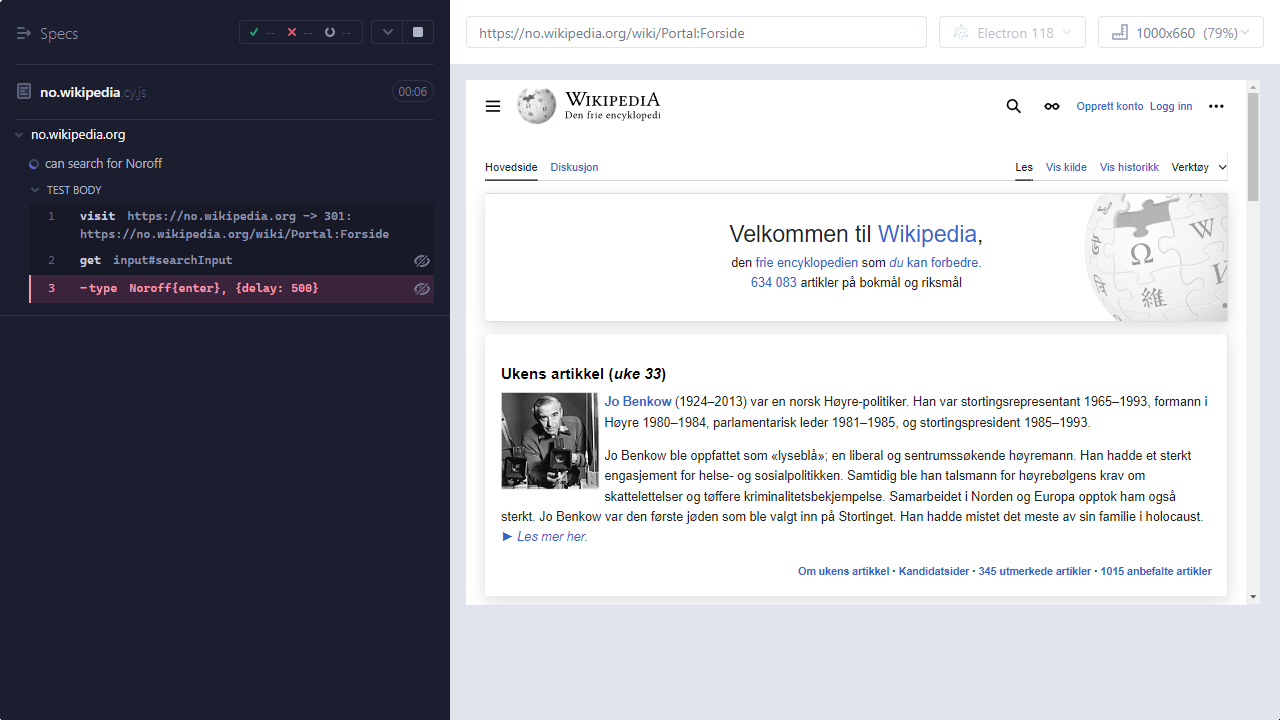 Specs
-- -- --
no.wikipedia.cy.js 00:06
no.wikipedia.org
can search for Noroff
TEST BODY
1 visit https://no.wikipedia.org -> 301:
https://no.wikipedia.org/wiki/Portal:Forside
2 get input#searchInput
3 -type Noroff{enter}, {delay: 500}
https://no.wikipedia.org/wiki/Portal:Forside
Electron 118
1000x660 (79%)
WIKIPEDIA
Den frie encyklopedi
Opprett konto Logg inn
Hovedside Diskusjon Les Vis kilde Vis historikk Verktøy
Velkommen til Wikipedia,
den frie encyklopedien som du kan forbedre.
634 083 artikler på bokmål og riksmål
Ω W
維
Ukens artikkel (uke 33)
Jo Benkow (1924–2013) var en norsk Høyre-politiker. Han var stortingsrepresentant 1965–1993, formann i
Høyre 1980–1984, parlamentarisk leder 1981–1985, og stortingspresident 1985–1993.
Jo Benkow ble oppfattet som «lyseblå»; en liberal og sentrumssøkende høyremann. Han hadde et sterkt
engasjement for helse- og sosialpolitikken. Samtidig ble han talsmann for høyrebølgens krav om
skattelettelser og tøffere kriminalitetsbekjempelse. Samarbeidet i Norden og Europa opptok ham også
sterkt. Jo Benkow var den første jøden som ble valgt inn på Stortinget. Han hadde mistet det meste av sin familie i holocaust.
► Les mer her.
Om ukens artikkel · Kandidatsider · 345 utmerkede artikler · 1015 anbefalte artikler